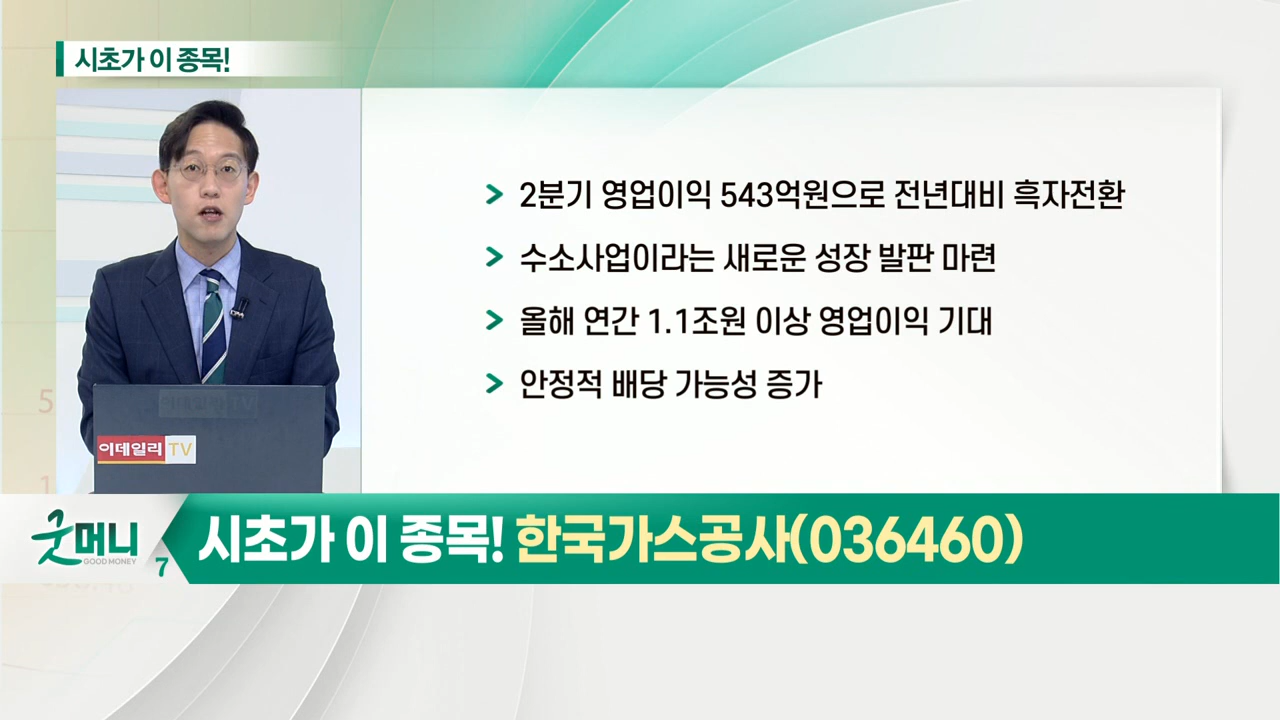 시초가 이 종목!
> 2분기 영업이익 543억원으로 전년대비 흑자전환
> 수소사업이라는 새로운 성장 발판 마련
> 올해 연간 1.1조원 이상 영업이익 기대
> 안정적 배당 가능성 증가
5
이데일리 TV
1
굿머니
GOOD MONEY
7
시초가 이 종목! 한국가스공사(036460)